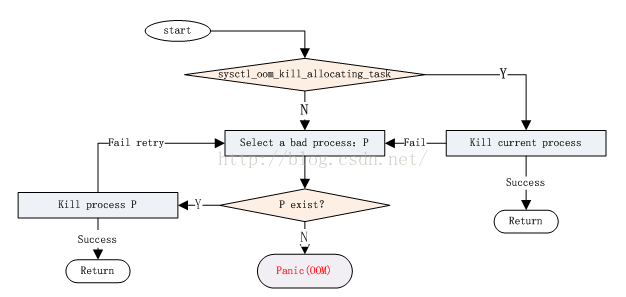 start
sysctl_oom_kill_allocating_task
Y
N
Fail retry
Select a bad process: P
Fail
Kill current process
http://blog.csdn.net/
Success
Kill process P
Y
P exist?
Return
Success
N
Return
Panic(OOM)